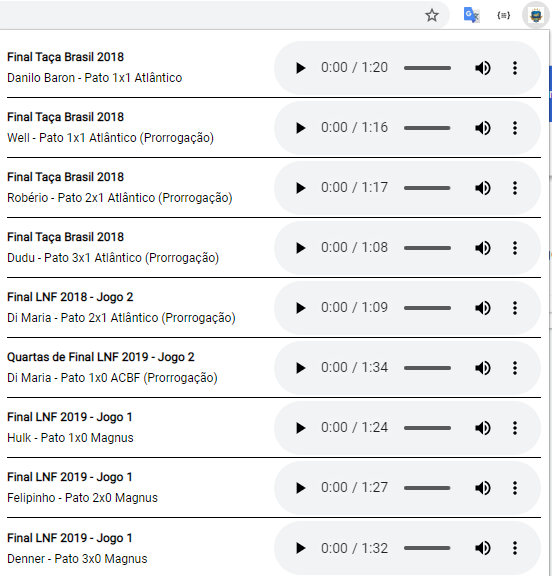 Final Taça Brasil 2018
Danilo Baron - Pato 1x1 Atlântico
0:00 / 1:20
Final Taça Brasil 2018
Well - Pato 1x1 Atlântico (Prorrogação)
0:00 / 1:16
Final Taça Brasil 2018
Robério - Pato 2x1 Atlântico (Prorrogação)
0:00 / 1:17
Final Taça Brasil 2018
Dudu - Pato 3x1 Atlântico (Prorrogação)
0:00 / 1:08
Final LNF 2018 - Jogo 2
Di Maria - Pato 2x1 Atlântico (Prorrogação)
0:00 / 1:09
Quartas de Final LNF 2019 - Jogo 2
Di Maria - Pato 1x0 ACBF (Prorrogação)
0:00 / 1:34
Final LNF 2019 - Jogo 1
Hulk - Pato 1x0 Magnus
0:00 / 1:24
Final LNF 2019 - Jogo 1
Felipinho - Pato 2x0 Magnus
0:00 / 1:27
Final LNF 2019 - Jogo 1
Denner - Pato 3x0 Magnus
0:00 / 1:32